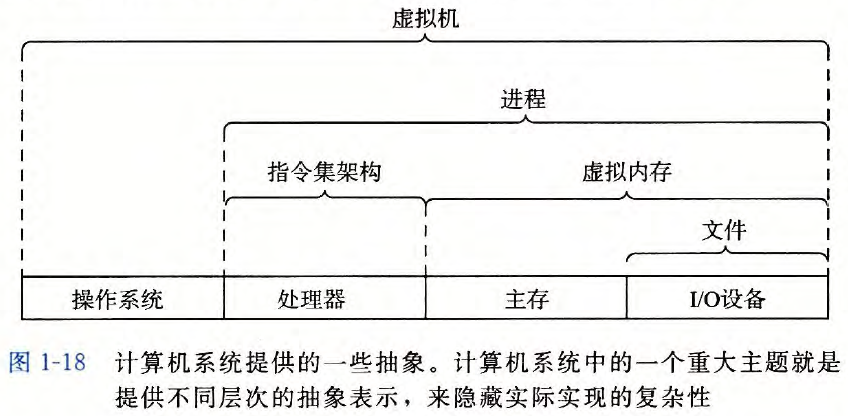 虚拟机
进程
指令集架构
虚拟内存
文件
操作系统
处理器
主存
I/O设备
图 1-18 计算机系统提供的一些抽象。计算机系统中的一个重大主题就是
提供不同层次的抽象表示，来隐藏实际实现的复杂性